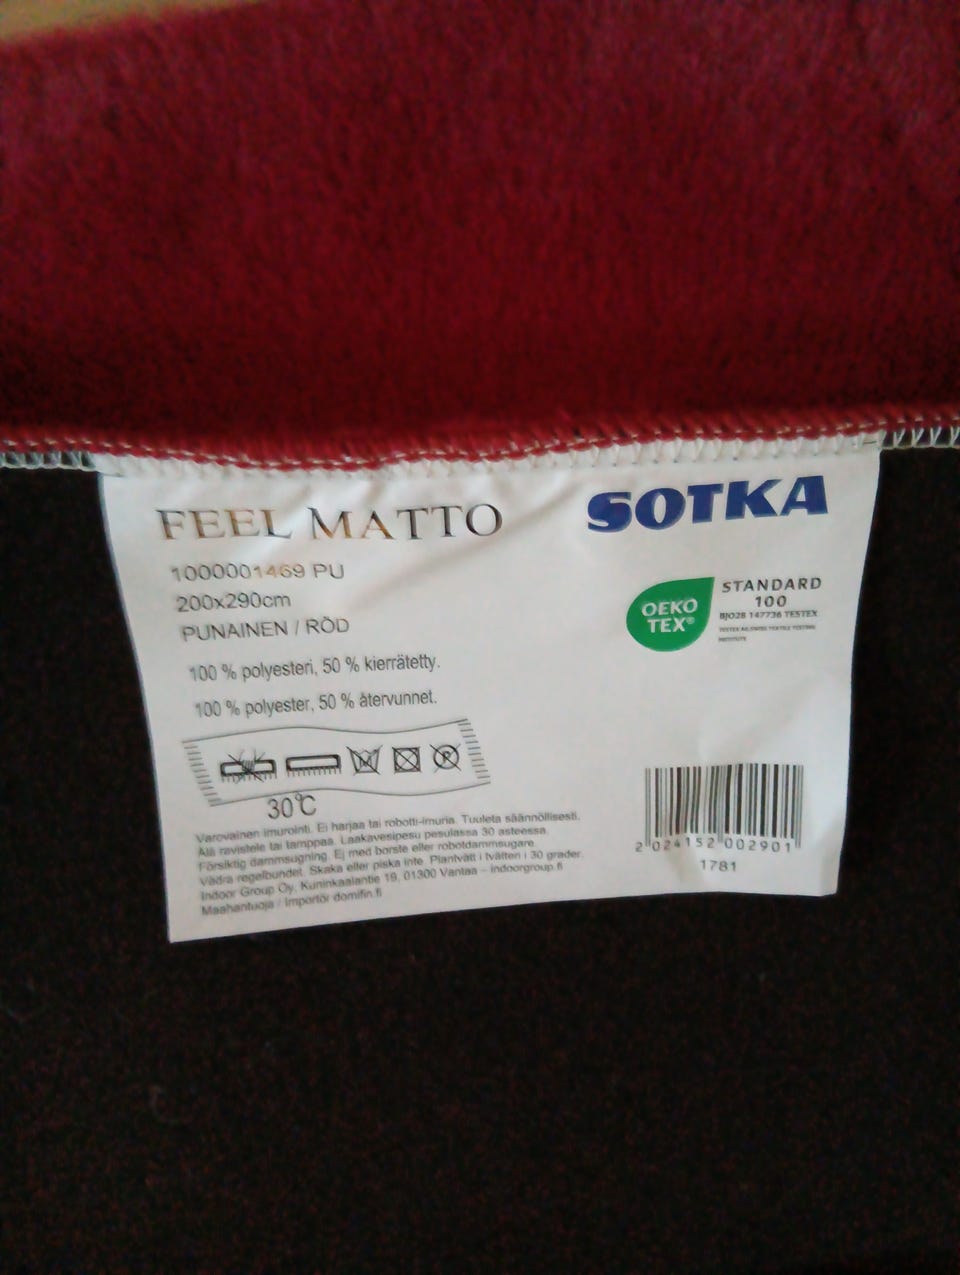 FEEL MATTO
SOTKA
1000001469 PU
200x290cm
PUNAINEN / RÖD
OEKO
TEX®
STANDARD
100
BJ028 147736 TESTEX
100 % polyesteri, 50 % kierrätetty.
100 % polyester, 50 % återvunnet.
30°C
Varovainen imurointi. Ei harjaa tai robotti-imuria. Tuuleta säännöllisesti.
Älä ravistele tai tamppaa. Laakavesipesu pesulassa 30 asteessa.
Försiktig dammsugning. Ej med borste eller robotdammsugare.
Vädra regelbundet. Skaka eller piska inte. Plantvätt i tvätten i 30 grader.
Indoor Group Oy, Kuninkaalantie 19, 01300 Vantaa – indoorgroup.fi
Maahantuoja / Importör domifin.fi
2 024152 002901
1781